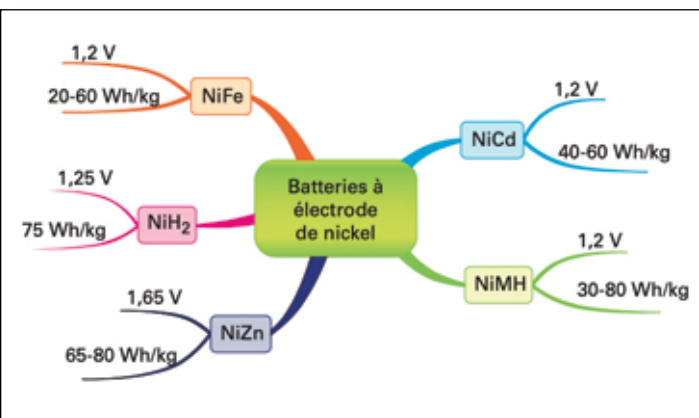 1,2 V
20-60 Wh/kg
NiFe
1,25 V
75 Wh/kg
NiH₂
1,65 V
65-80 Wh/kg
NiZn
Batteries à
électrode
de nickel
1,2 V
NiCd
40-60 Wh/kg
1,2 V
NiMH
30-80 Wh/kg